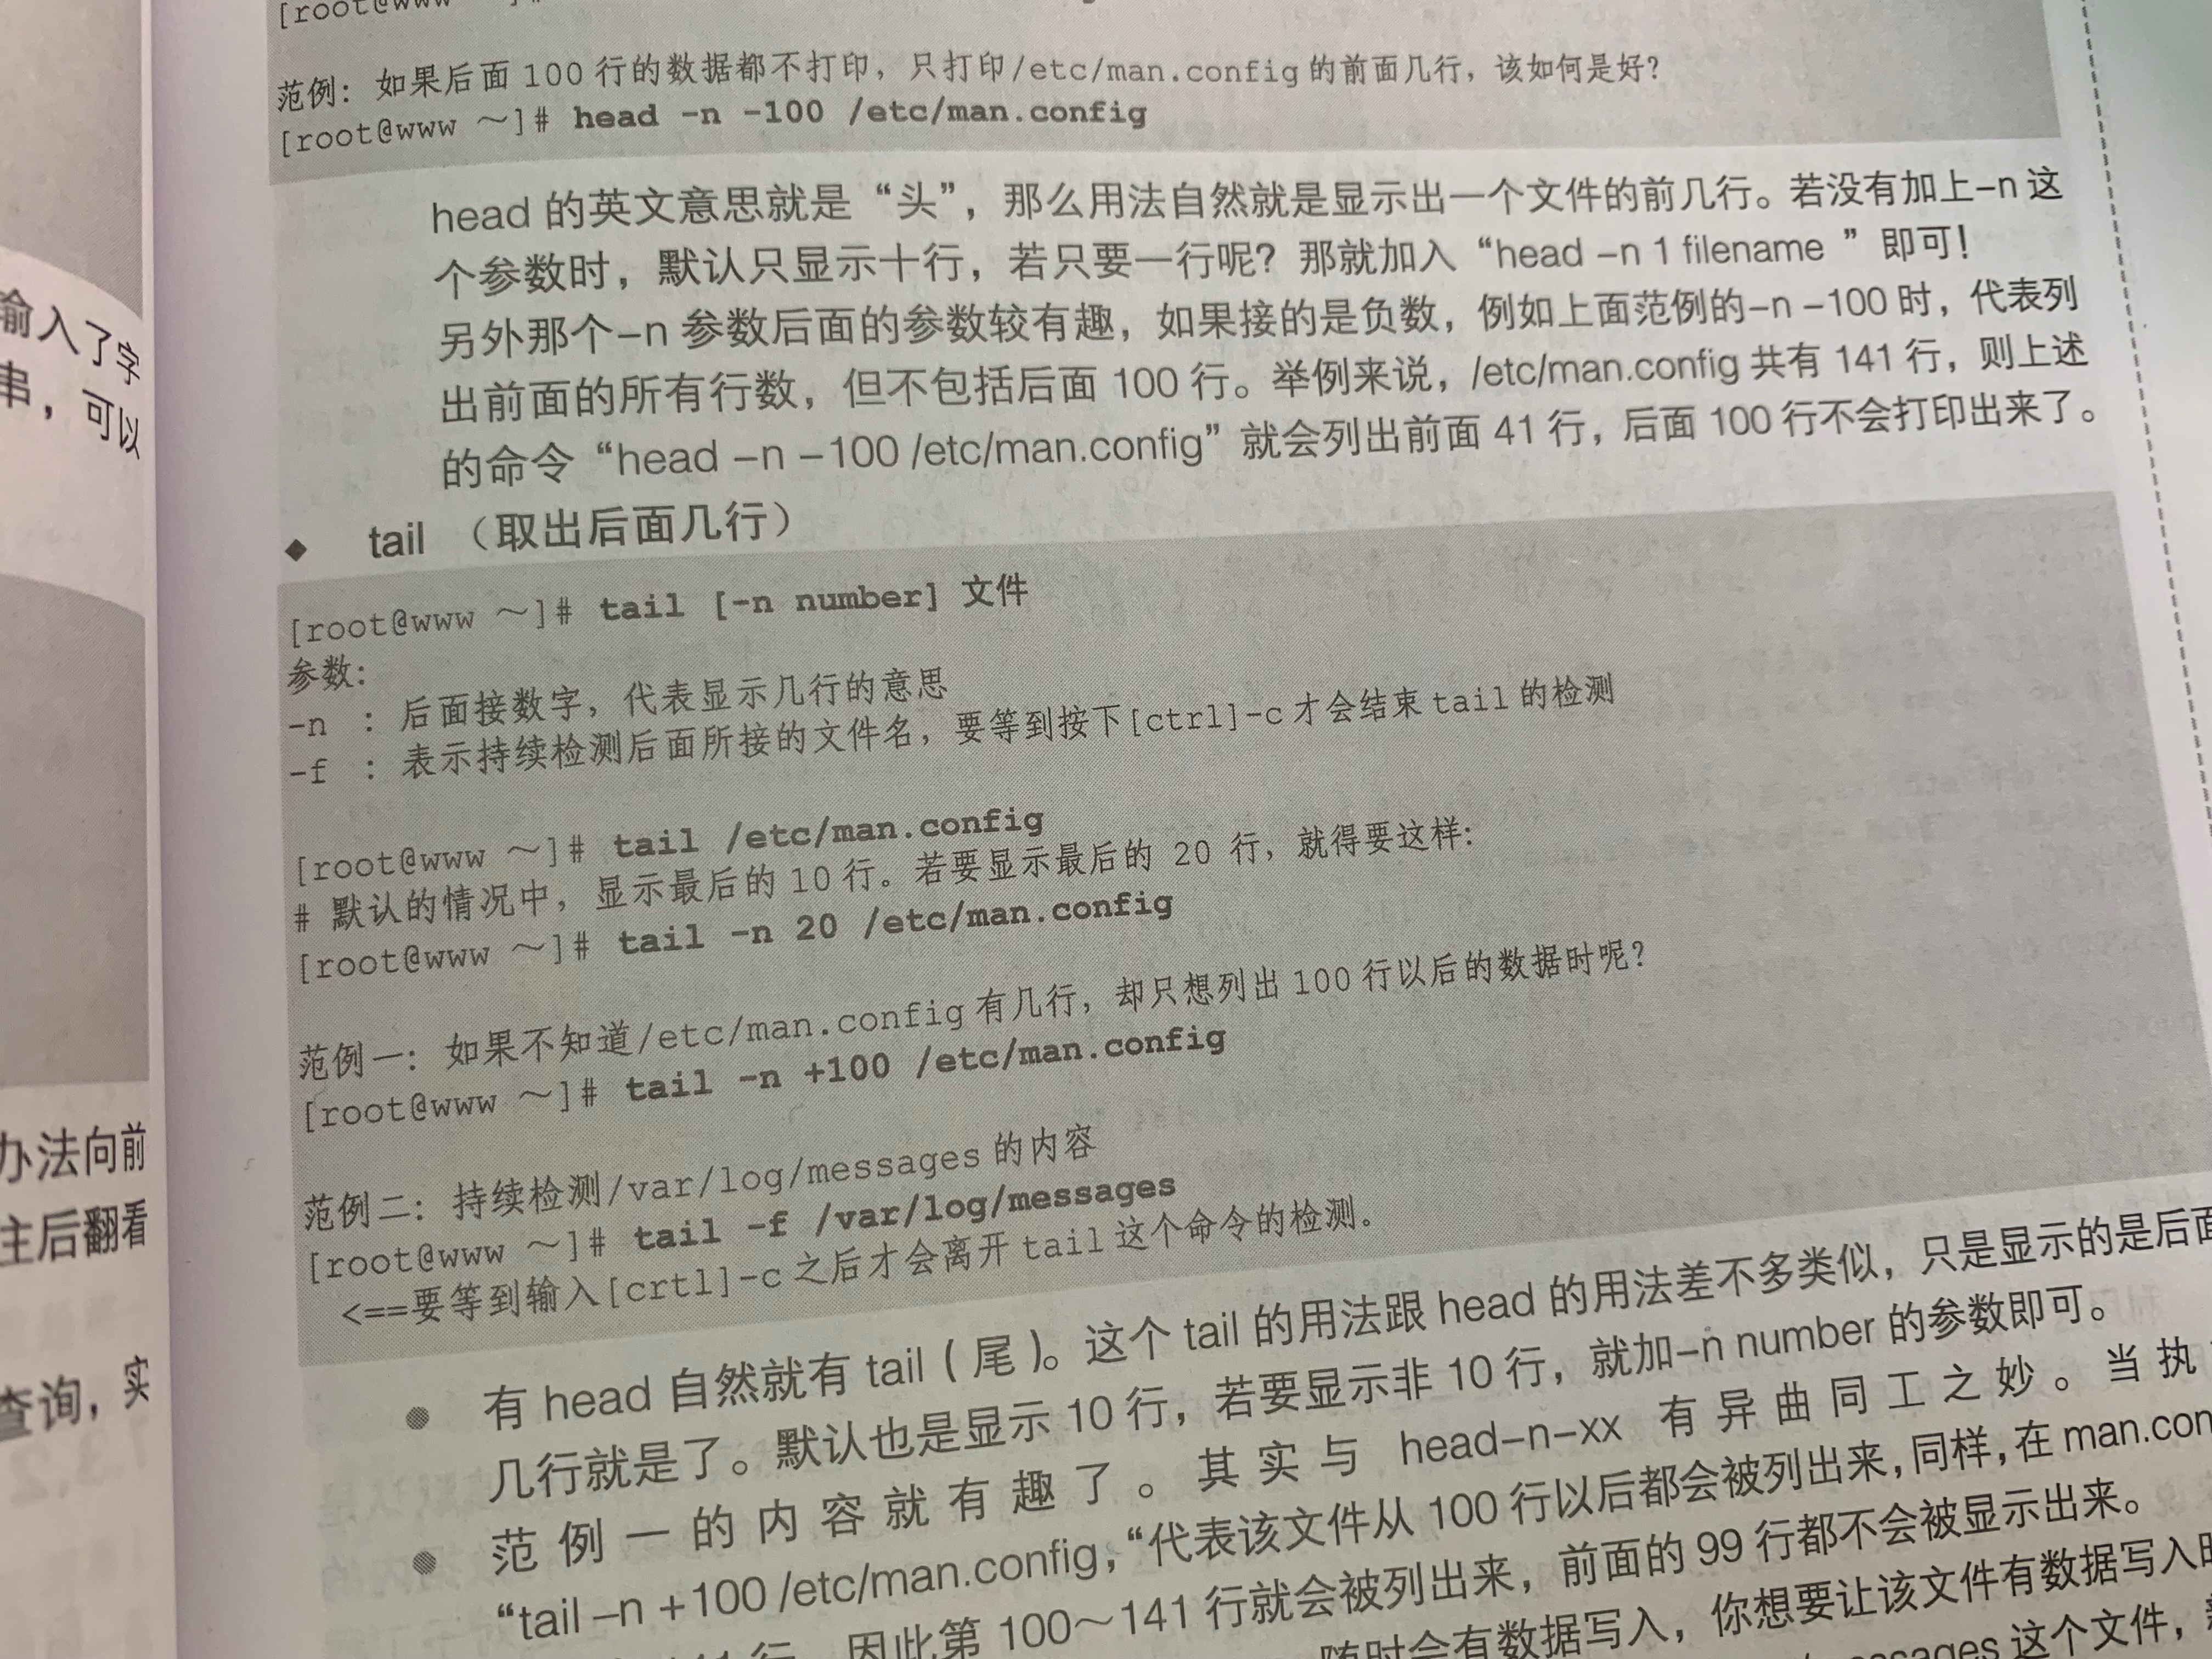 [root@www ~]#
范例：如果后面 100 行的数据都不打印，只打印/etc/man.config 的前面几行，该如何是好？
[root@www ~]# head -n -100 /etc/man.config
head 的英文意思就是“头”，那么用法自然就是显示出一个文件的前几行。若没有加上–n 这
个参数时，默认只显示十行，若只要一行呢？那就加入“head –n 1 filename ”即可！
另外那个–n 参数后面的参数较有趣，如果接的是负数，例如上面范例的–n –100 时，代表列
出前面的所有行数，但不包括后面 100 行。举例来说，/etc/man.config 共有 141 行，则上述
的命令“head –n –100 /etc/man.config”就会列出前面 41 行，后面 100 行不会打印出来了。
◆ tail （取出后面几行）
[root@www ~]# tail [-n number] 文件
参数：
-n ：后面接数字，代表显示几行的意思
-f ：表示持续检测后面所接的文件名，要等到按下[ctrl]-c 才会结束 tail 的检测
[root@www ~]# tail /etc/man.config
# 默认的情况中，显示最后的 10 行。若要显示最后的 20 行，就得要这样：
[root@www ~]# tail -n 20 /etc/man.config
范例一：如果不知道/etc/man.config 有几行，却只想列出 100 行以后的数据时呢？
[root@www ~]# tail -n +100 /etc/man.config
范例二：持续检测/var/log/messages 的内容
[root@www ~]# tail -f /var/log/messages
<==要等到输入[crtl]-c 之后才会离开 tail 这个命令的检测。
● 有 head 自然就有 tail（尾）。这个 tail 的用法跟 head 的用法差不多类似，只是显示的是后面
几行就是了。默认也是显示 10 行，若要显示非 10 行，就加–n number 的参数即可。
● 范例一的内容就有趣了。其实与 head–n–xx 有异曲同工之妙。当执
“tail –n +100 /etc/man.config，“代表该文件从 100 行以后都会被列出来，同样，在 man.con
行，因此第 100～141 行就会被列出来，前面的 99 行都不会被显示出来。
随时会有数据写入，你想要让该文件有数据写入时
这个文件，
输入了字
串，可以
办法向前
后翻看
查询，实